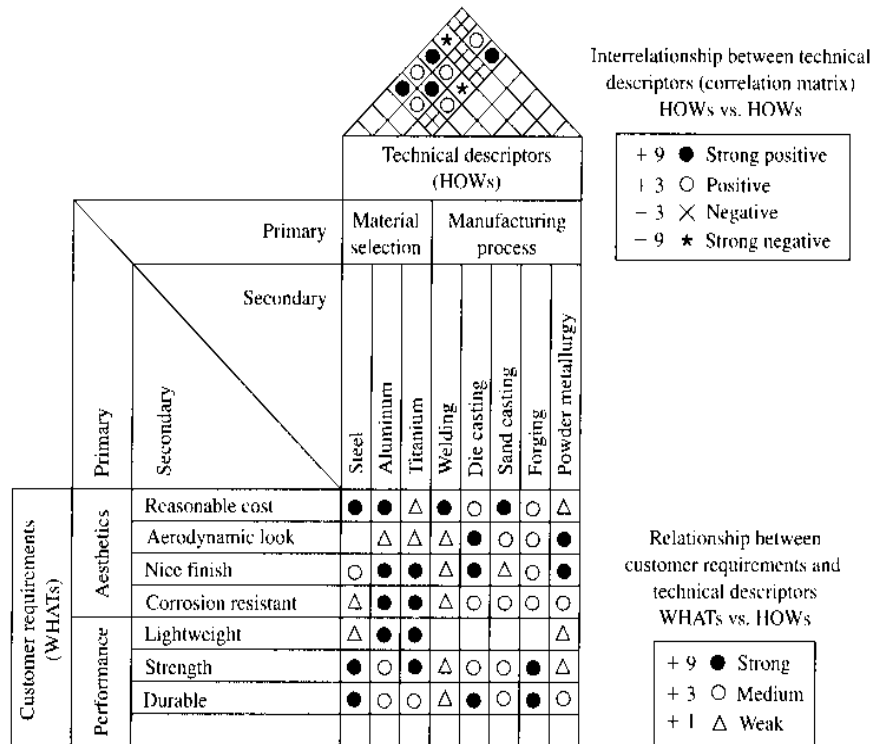 Interrelationship between technical
descriptors (correlation matrix)
HOWs vs. HOWs
+ 9 ● Strong positive
+ 3 ○ Positive
− 3 × Negative
− 9 ★ Strong negative
Technical descriptors
(HOWs)
Primary
Material
selection
Manufacturing
process
Secondary
Primary
Secondary
Steel
Aluminum
Titanium
Welding
Die casting
Sand casting
Forging
Powder metallurgy
Customer requirements
(WHATs)
Aesthetics
Reasonable cost ● ● △ ● ○ ● ○ △
Aerodynamic look △ △ △ ● ○ ○ ●
Nice finish ○ ● ● △ ● △ ○ ●
Corrosion resistant △ ● ● △ ○ ○ ○ ○
Performance
Lightweight △ ● ● △
Strength ● ○ ● △ ○ ○ ● △
Durable ● ○ ○ △ ● ○ ● ○
Relationship between
customer requirements and
technical descriptors
WHATs vs. HOWs
+ 9 ● Strong
+ 3 ○ Medium
+ 1 △ Weak